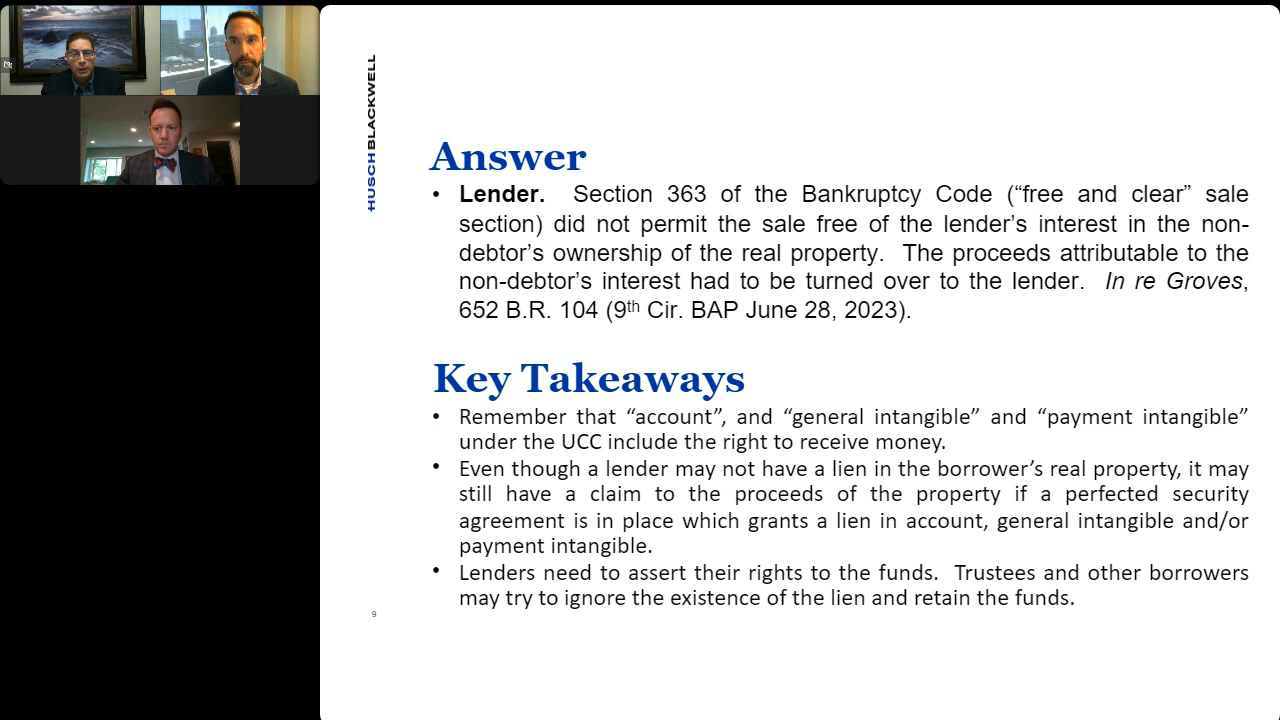 HUSCHBLACKWELL
Answer
• Lender. Section 363 of the Bankruptcy Code (“free and clear” sale
section) did not permit the sale free of the lender’s interest in the non-
debtor’s ownership of the real property. The proceeds attributable to the
non-debtor’s interest had to be turned over to the lender. In re Groves,
652 B.R. 104 (9th Cir. BAP June 28, 2023).
Key Takeaways
• Remember that “account”, and “general intangible” and “payment intangible”
under the UCC include the right to receive money.
• Even though a lender may not have a lien in the borrower’s real property, it may
still have a claim to the proceeds of the property if a perfected security
agreement is in place which grants a lien in account, general intangible and/or
payment intangible.
• Lenders need to assert their rights to the funds. Trustees and other borrowers
may try to ignore the existence of the lien and retain the funds.
9